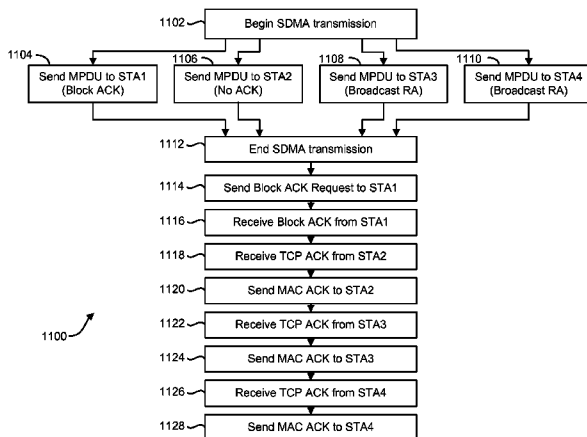 1102
Begin SDMA transmission
1104
1106
1108
1110
Send MPDU to STA1
(Block ACK)
Send MPDU to STA2
(No ACK)
Send MPDU to STA3
(Broadcast RA)
Send MPDU to STA4
(Broadcast RA)
1112
End SDMA transmission
1114
Send Block ACK Request to STA1
1116
Receive Block ACK from STA1
1118
Receive TCP ACK from STA2
1120
Send MAC ACK to STA2
1122
Receive TCP ACK from STA3
1124
Send MAC ACK to STA3
1126
Receive TCP ACK from STA4
1128
Send MAC ACK to STA4
1100